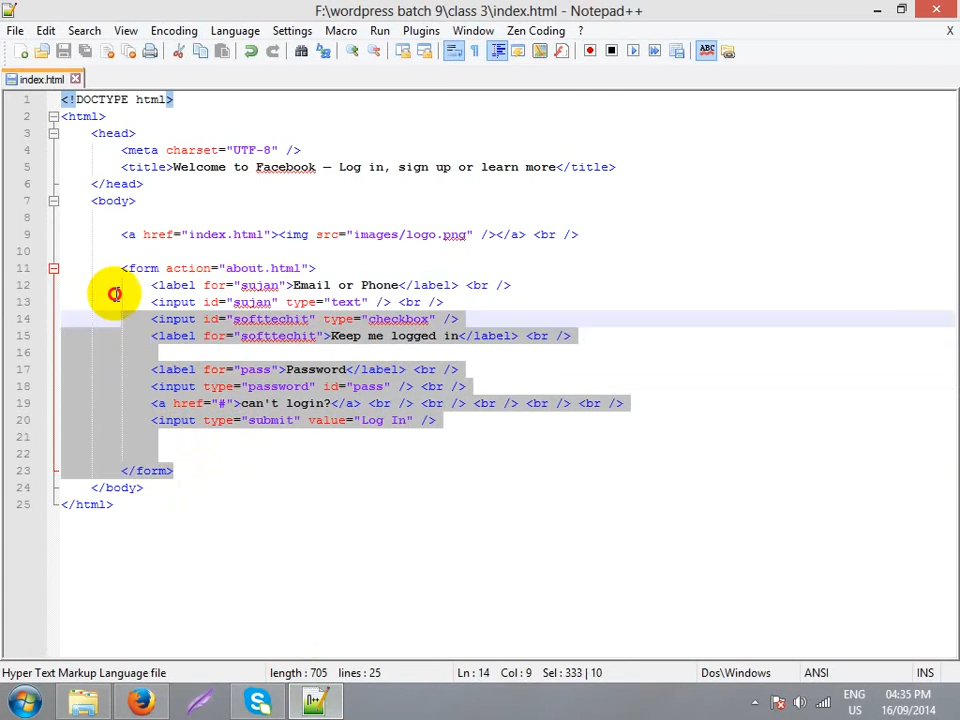 F:\wordpress batch 9\class 3\index.html - Notepad++
File Edit Search View Encoding Language Settings Macro Run Plugins Window Zen Coding ? X
ABC
index.html
1 <!DOCTYPE html>
2 <html>
3 <head>
4 <meta charset="UTF-8" />
5 <title>Welcome to Facebook — Log in, sign up or learn more</title>
6 </head>
7 <body>
8
9 <a href="index.html"><img src="images/logo.png" /></a> <br />
10
11 <form action="about.html">
12 <label for="sujan">Email or Phone</label> <br />
13 <input id="sujan" type="text" /> <br />
14 <input id="softtechit" type="checkbox" />
15 <label for="softtechit">Keep me logged in</label> <br />
16
17 <label for="pass">Password</label> <br />
18 <input type="password" id="pass" /> <br />
19 <a href="#">can't login?</a> <br /> <br /> <br /> <br /> <br />
20 <input type="submit" value="Log In" />
21
22
23 </form>
24 </body>
25 </html>
Hyper Text Markup Language file length : 705 lines : 25 Ln : 14 Col : 9 Sel : 333 | 10 Dos\Windows ANSI INS
ENG 04:35 PM
US 16/09/2014